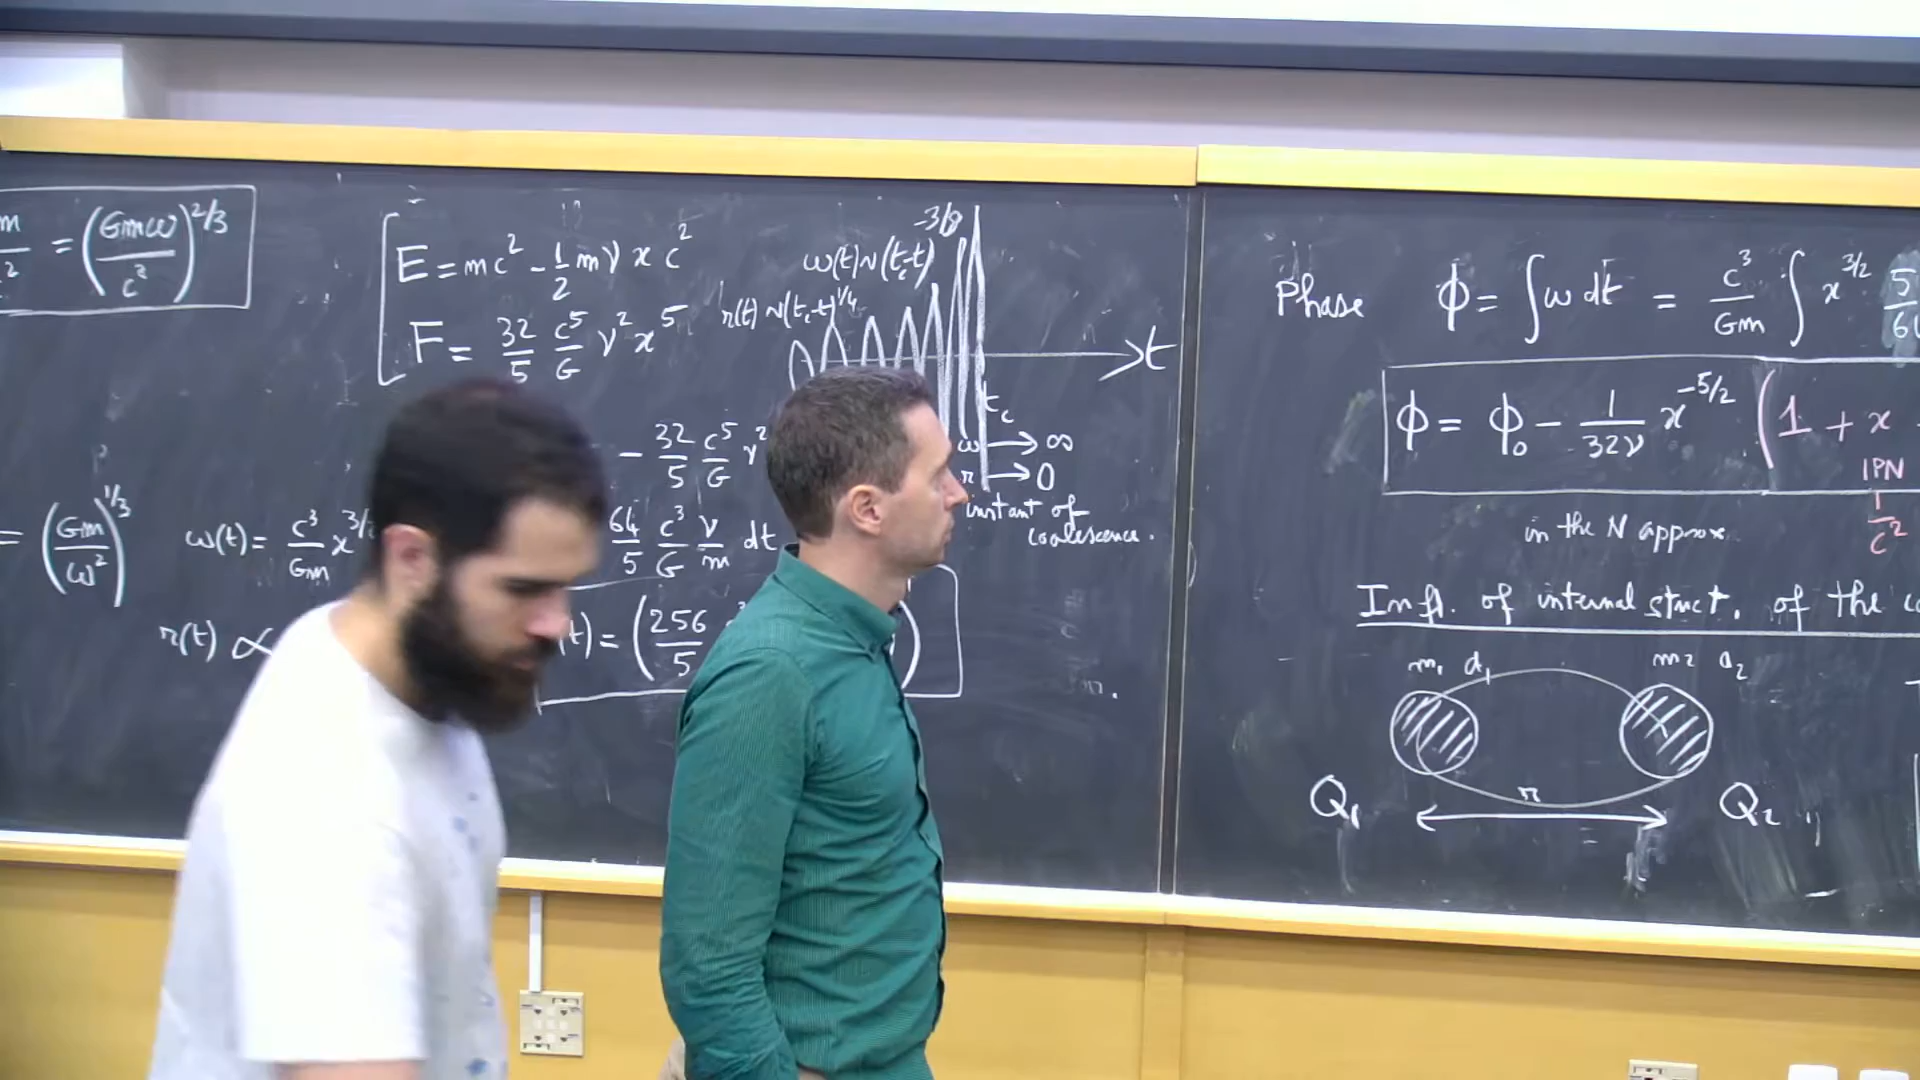 m/c² = (Gmω/c²)^2/3
E = mc² - 1/2 mν x c²
F = 32/5 c⁵/G ν² x⁵
ω(t) ~ (t_c-t)^-3/8
r(t) ~ (t_c-t)^1/4
t
t_c
ω → ∞
r → 0
instant of
coalescence.
- 32/5 c⁵/G ν²
= (Gm/ω²)^1/3
ω(t) = c³/Gm x^3/2
64/5 c³/G ν/m dt
r(t) ∝
(t) = (256/5
Phase φ = ∫ω dt = c³/Gm ∫ x^3/2 5
φ = φ₀ - 1/32ν x^-5/2 (1 + x
1PN
1/c²
in the N approx
Infl. of internal struct. of the
m₁ a₁
m₂ a₂
r
Q₁
Q₂